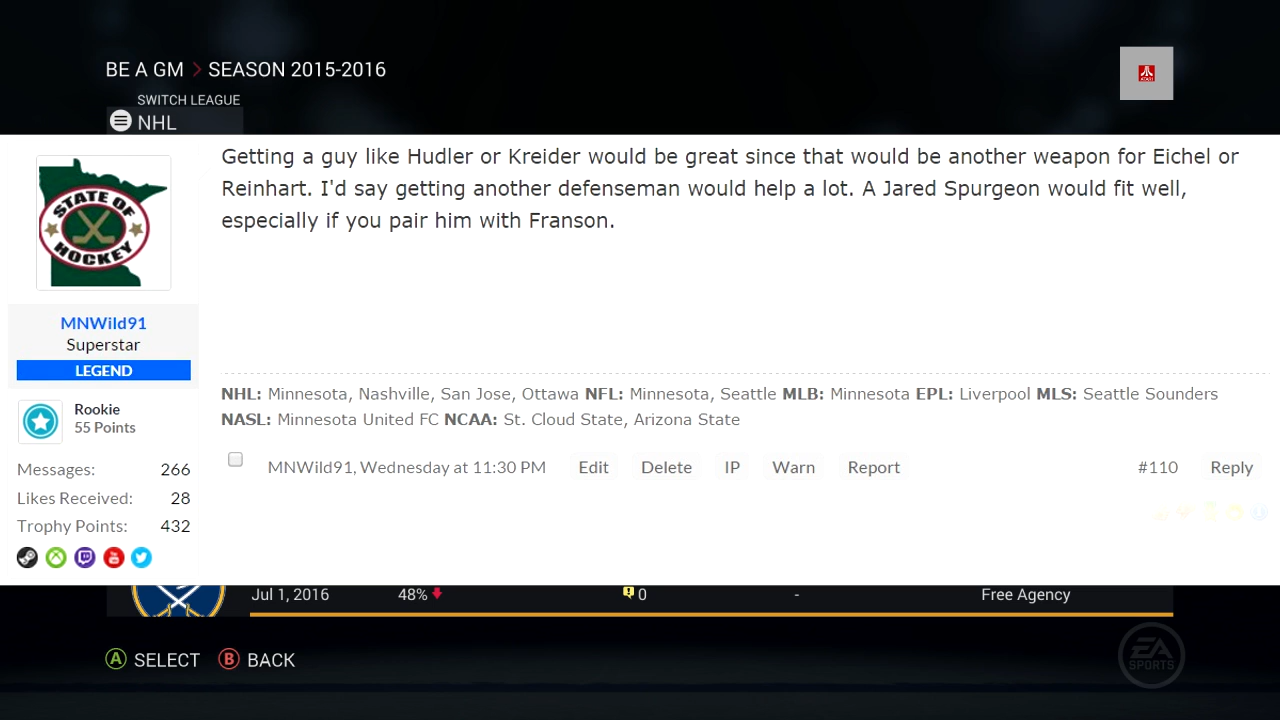 BE A GM > SEASON 2015-2016
SWITCH LEAGUE
NHL
Getting a guy like Hudler or Kreider would be great since that would be another weapon for Eichel or
Reinhart. I'd say getting another defenseman would help a lot. A Jared Spurgeon would fit well,
especially if you pair him with Franson.
STATE OF
HOCKEY
MNWild91
Superstar
LEGEND
Rookie
55 Points
Messages: 266
Likes Received: 28
Trophy Points: 432
NHL: Minnesota, Nashville, San Jose, Ottawa NFL: Minnesota, Seattle MLB: Minnesota EPL: Liverpool MLS: Seattle Sounders
NASL: Minnesota United FC NCAA: St. Cloud State, Arizona State
MNWild91, Wednesday at 11:30 PM Edit Delete IP Warn Report #110 Reply
Jul 1, 2016 48% 0 - Free Agency
A SELECT B BACK
EA
SPORTS